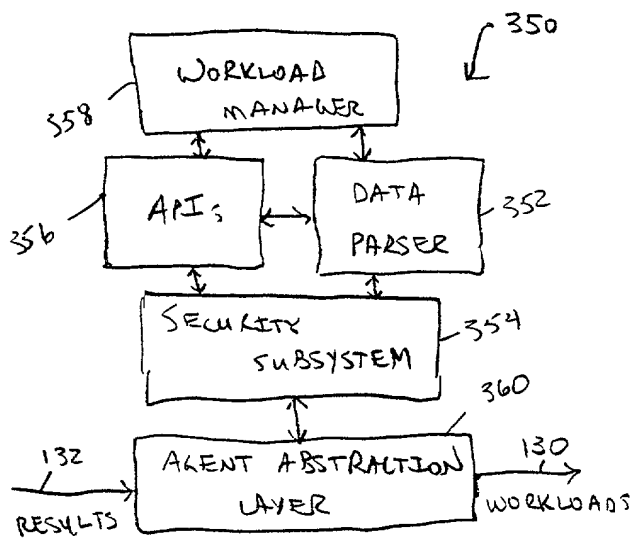 350
WORKLOAD
MANAGER
358
APIs
DATA
PARSER
352
356
SECURITY
SUBSYSTEM
354
360
AGENT ABSTRACTION
LAYER
132
RESULTS
130
WORKLOADS